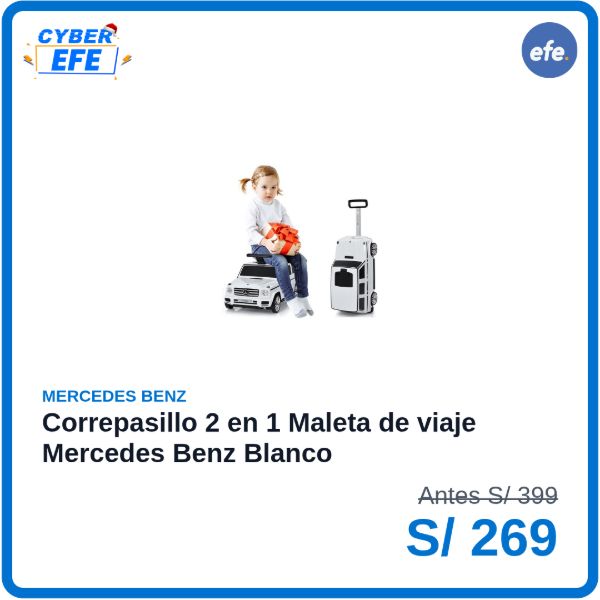 CYBER
EFE
efe.
MERCEDES BENZ
Correpasillo 2 en 1 Maleta de viaje
Mercedes Benz Blanco
Antes S/ 399
S/ 269